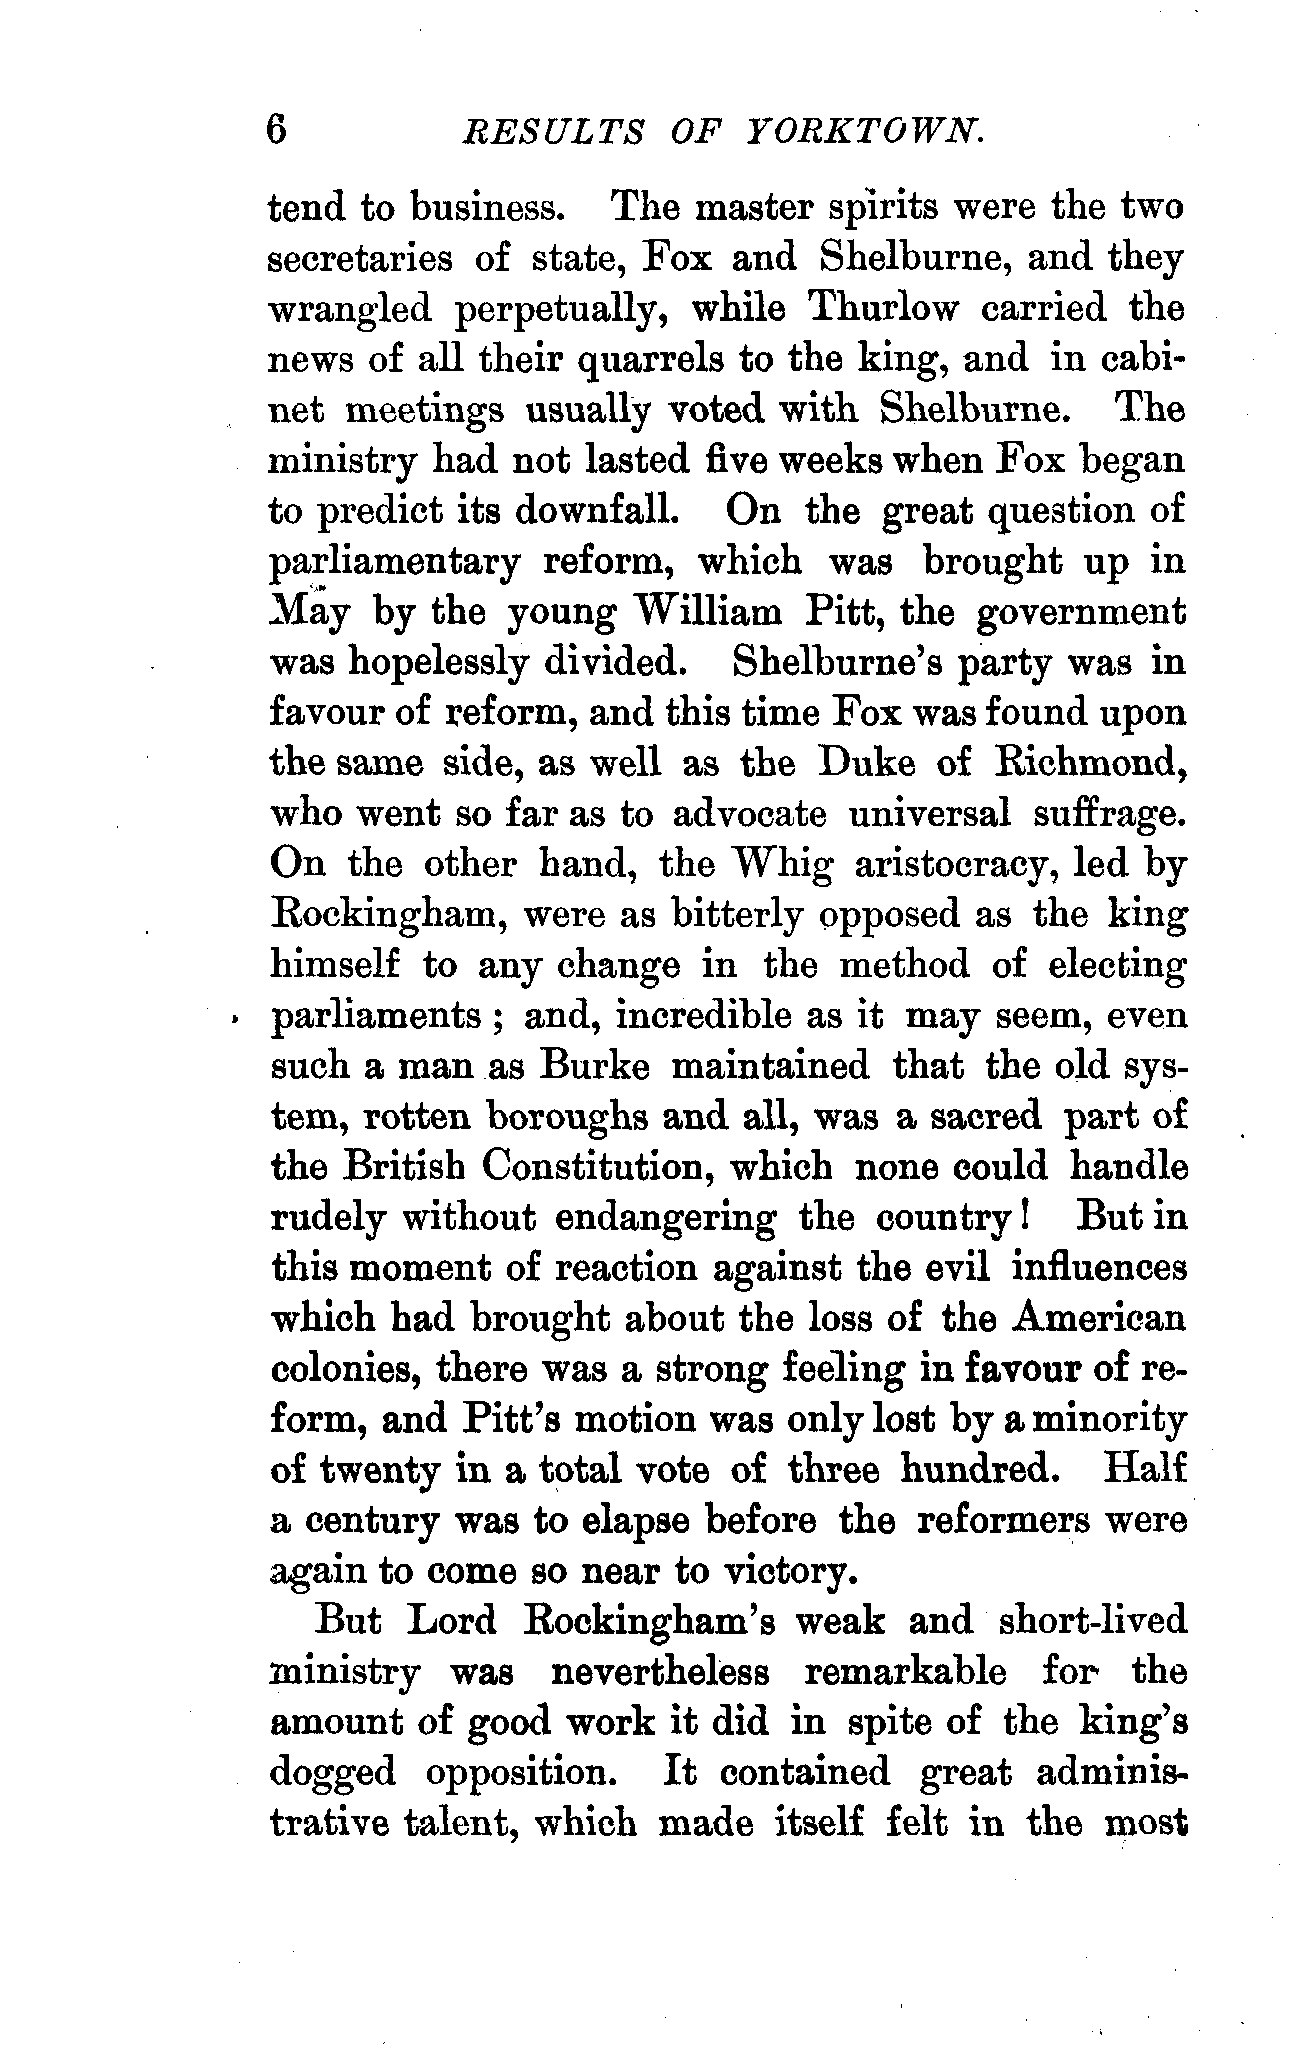 6 RESULTS OF YORKTOWN.
tend to business. The master spirits were the two
secretaries of state, Fox and Shelburne, and they
wrangled perpetually, while Thurlow carried the
news of all their quarrels to the king, and in cabi-
net meetings usually voted with Shelburne. The
ministry had not lasted five weeks when Fox began
to predict its downfall. On the great question of
parliamentary reform, which was brought up in
May by the young William Pitt, the government
was hopelessly divided. Shelburne's party was in
favour of reform, and this time Fox was found upon
the same side, as well as the Duke of Richmond,
who went so far as to advocate universal suffrage.
On the other hand, the Whig aristocracy, led by
Rockingham, were as bitterly opposed as the king
himself to any change in the method of electing
parliaments ; and, incredible as it may seem, even
such a man as Burke maintained that the old sys-
tem, rotten boroughs and all, was a sacred part of
the British Constitution, which none could handle
rudely without endangering the country! But in
this moment of reaction against the evil influences
which had brought about the loss of the American
colonies, there was a strong feeling in favour of re-
form, and Pitt's motion was only lost by a minority
of twenty in a total vote of three hundred. Half
a century was to elapse before the reformers were
again to come so near to victory.
But Lord Rockingham's weak and short-lived
ministry was nevertheless remarkable for the
amount of good work it did in spite of the king's
dogged opposition. It contained great adminis-
trative talent, which made itself felt in the most